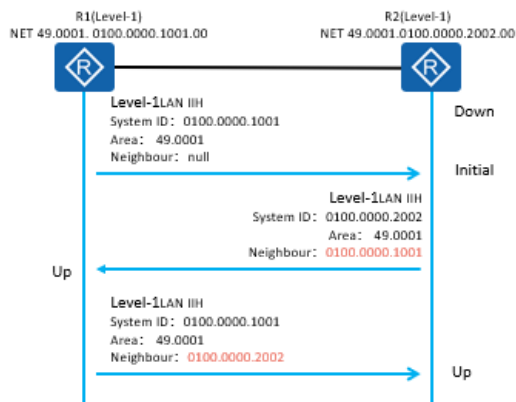 R1(Level-1)
NET 49.0001. 0100.0000.1001.00
R2(Level-1)
NET 49.0001.0100.0000.2002.00
R
R
Level-1LAN IIH
System ID： 0100.0000.1001
Area： 49.0001
Neighbour： null
Down
Initial
Level-1LAN IIH
System ID： 0100.0000.2002
Area： 49.0001
Neighbour： 0100.0000.1001
Up
Level-1LAN IIH
System ID： 0100.0000.1001
Area： 49.0001
Neighbour： 0100.0000.2002
Up